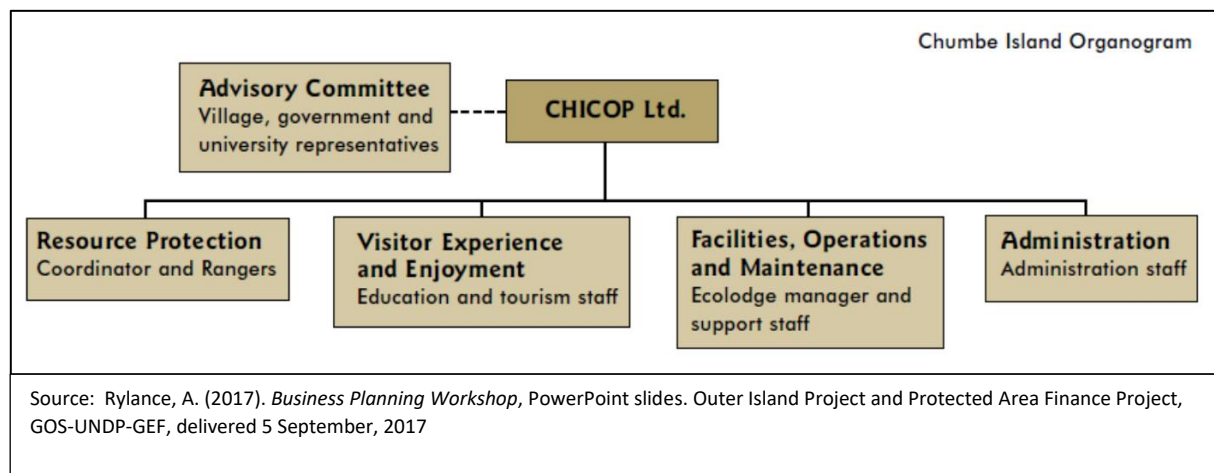 Chumbe Island Organogram
Advisory Committee
Village, government and
university representatives
CHICOP Ltd.
Resource Protection
Coordinator and Rangers
Visitor Experience
and Enjoyment
Education and tourism staff
Facilities, Operations
and Maintenance
Ecolodge manager and
support staff
Administration
Administration staff
Source: Rylance, A. (2017). Business Planning Workshop, PowerPoint slides. Outer Island Project and Protected Area Finance Project,
GOS-UNDP-GEF, delivered 5 September, 2017